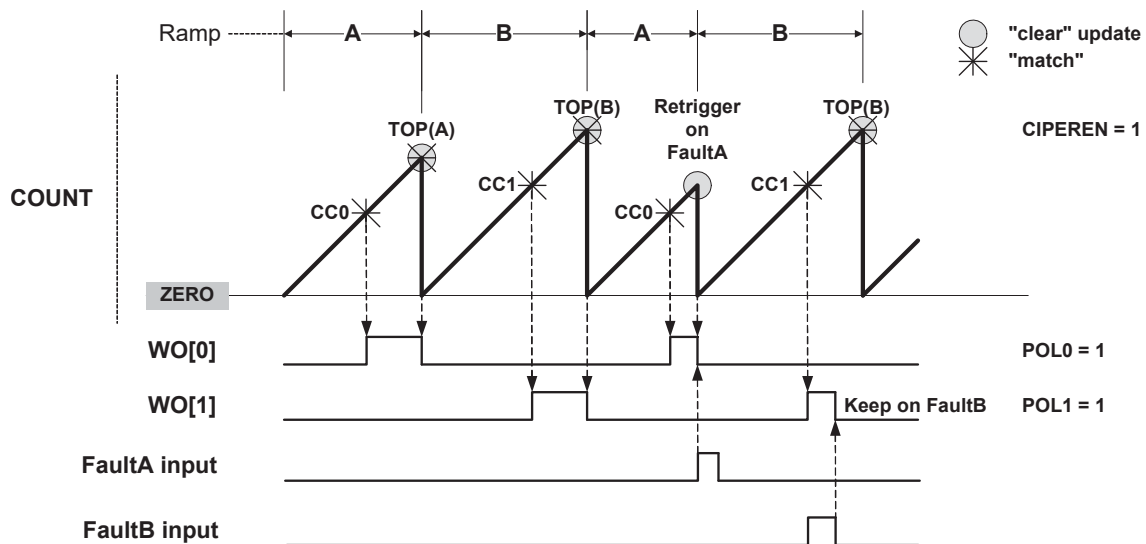 Ramp
A
B
A
B
"clear" update
"match"
TOP(A)
TOP(B)
Retrigger
on
FaultA
TOP(B)
CIPEREN = 1
COUNT
CC0
CC1
CC0
CC1
ZERO
WO[0]
POL0 = 1
WO[1]
Keep on FaultB
POL1 = 1
FaultA input
FaultB input